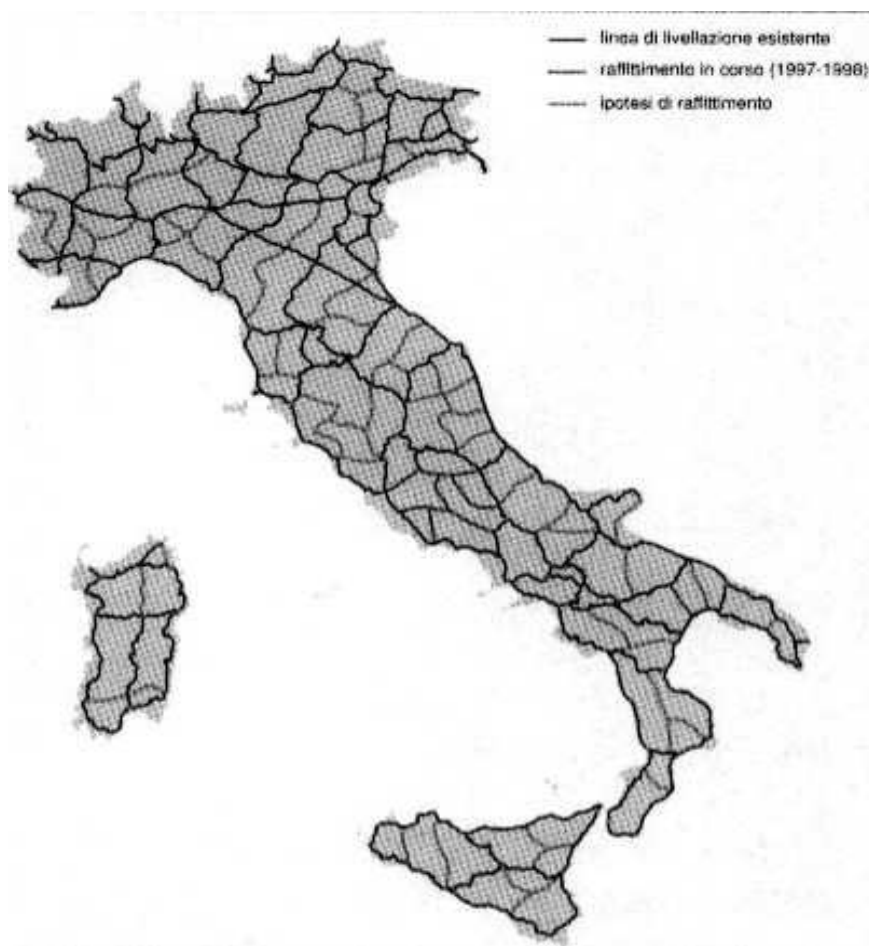 linea di livellazione esistente
raffittimento in corso (1997-1998)
ipotesi di raffittimento